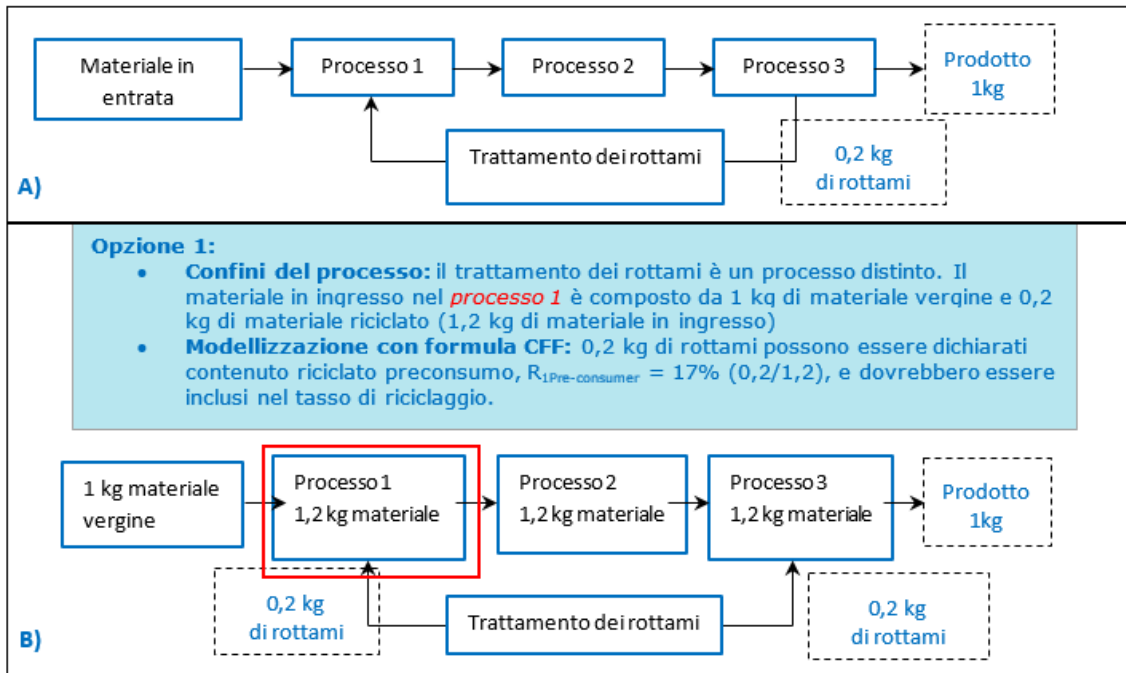 Materiale in
entrata
Processo 1
Processo 2
Processo 3
Prodotto
1kg
Trattamento dei rottami
0,2 kg
di rottami
A)
Opzione 1:
• Confini del processo: il trattamento dei rottami è un processo distinto. Il
materiale in ingresso nel processo 1 è composto da 1 kg di materiale vergine e 0,2
kg di materiale riciclato (1,2 kg di materiale in ingresso)
• Modellizzazione con formula CFF: 0,2 kg di rottami possono essere dichiarati
contenuto riciclato preconsumo, R1Pre-consumer = 17% (0,2/1,2), e dovrebbero essere
inclusi nel tasso di riciclaggio.
1 kg materiale
vergine
Processo 1
1,2 kg materiale
Processo 2
1,2 kg materiale
Processo 3
1,2 kg materiale
Prodotto
1kg
0,2 kg
di rottami
Trattamento dei rottami
0,2 kg
di rottami
B)